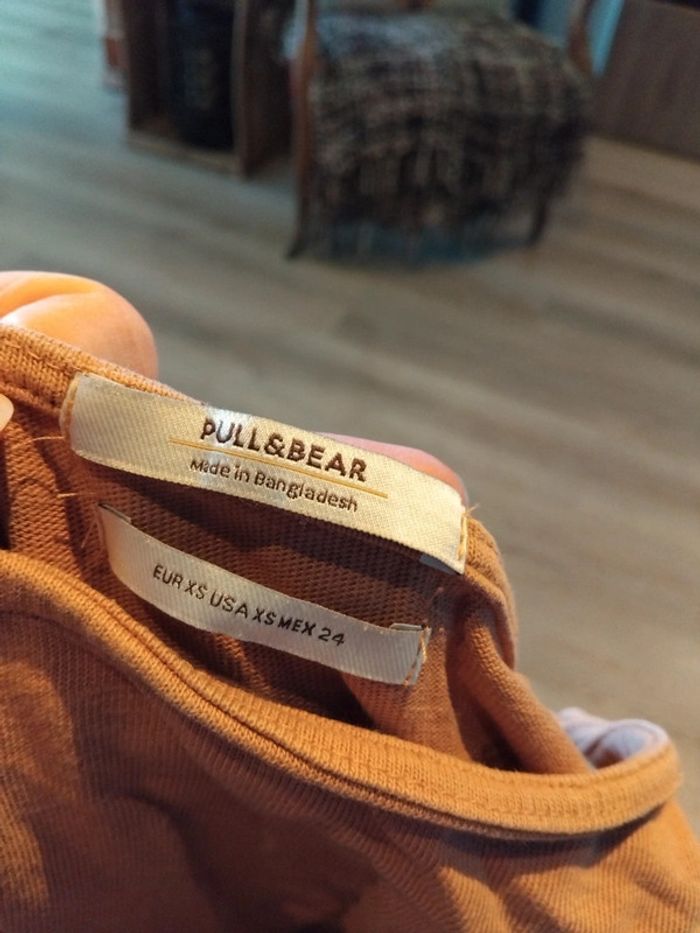 PULL&BEAR
Made in Bangladesh
EUR XS USA XS MEX 24